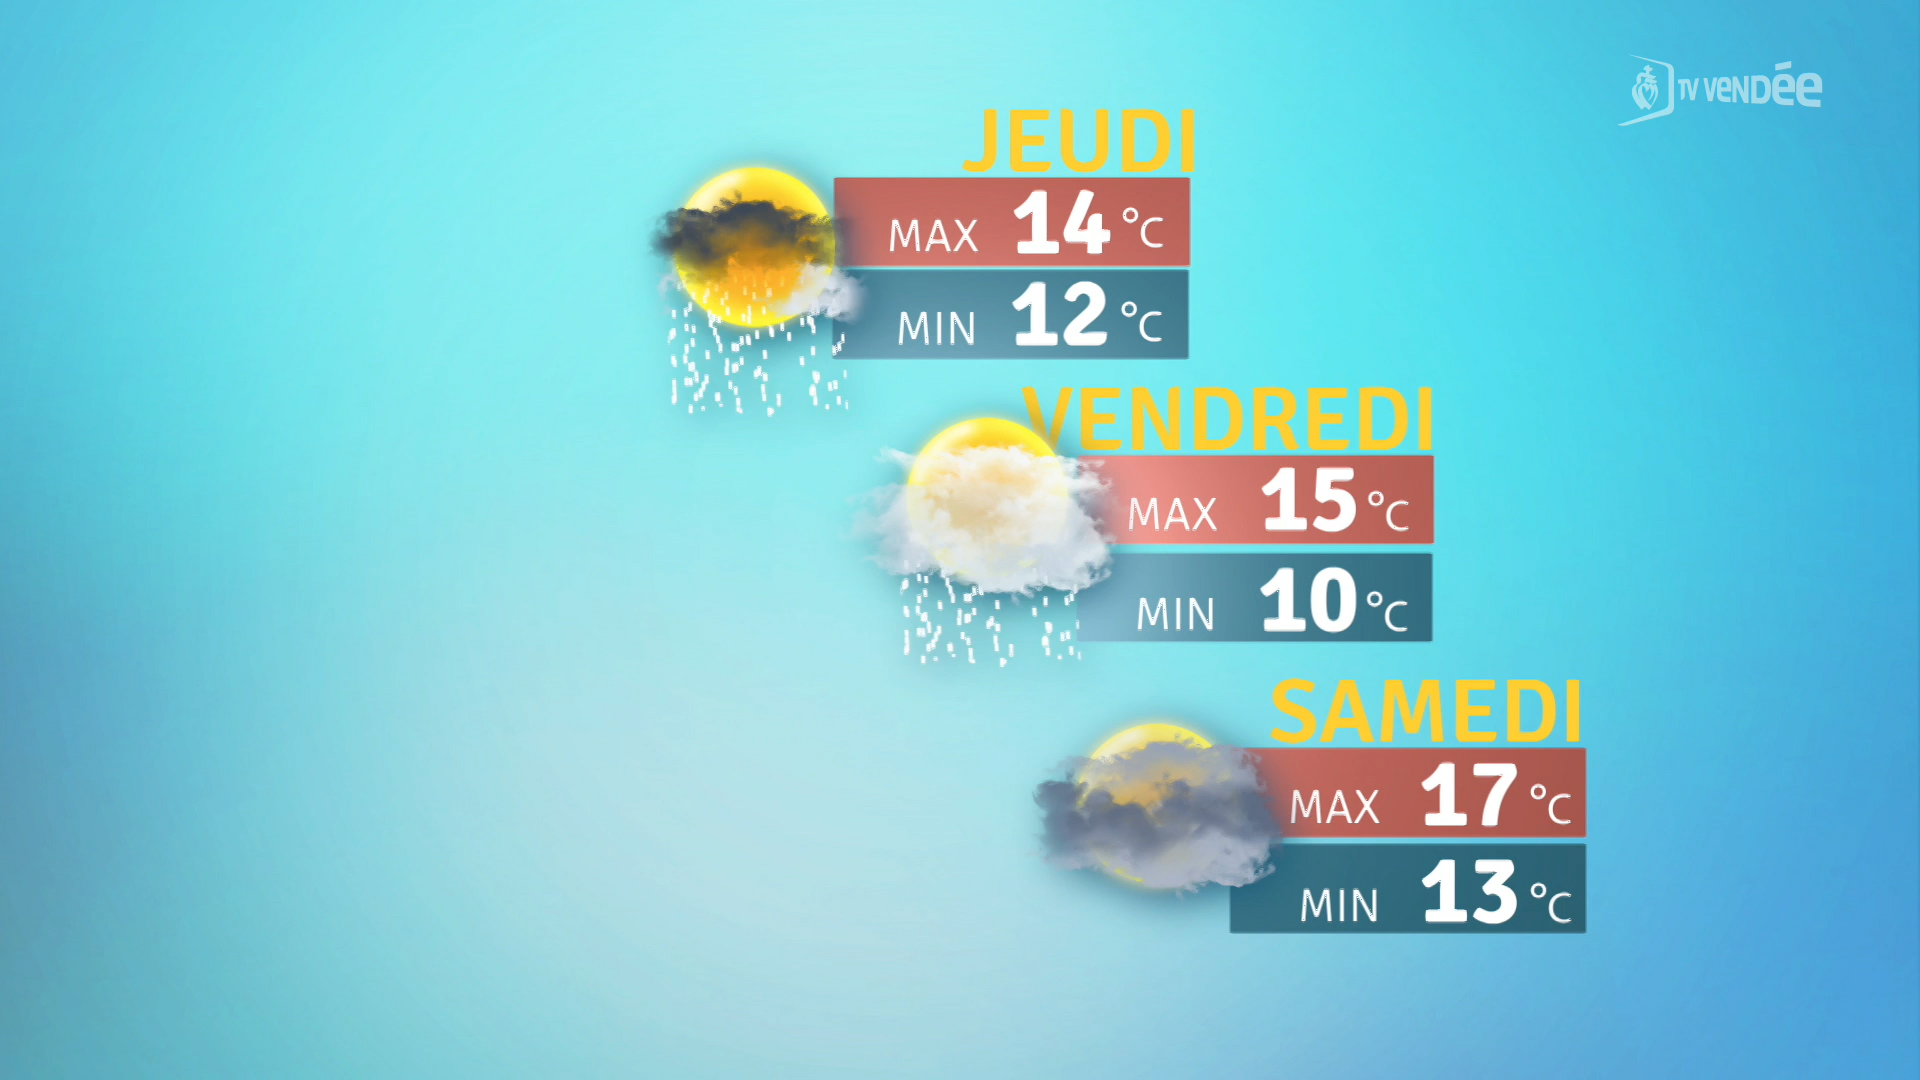 TV VENDÉE
JEUDI
MAX 14 °C
MIN 12 °C
VENDREDI
MAX 15 °C
MIN 10 °C
SAMEDI
MAX 17 °C
MIN 13 °C